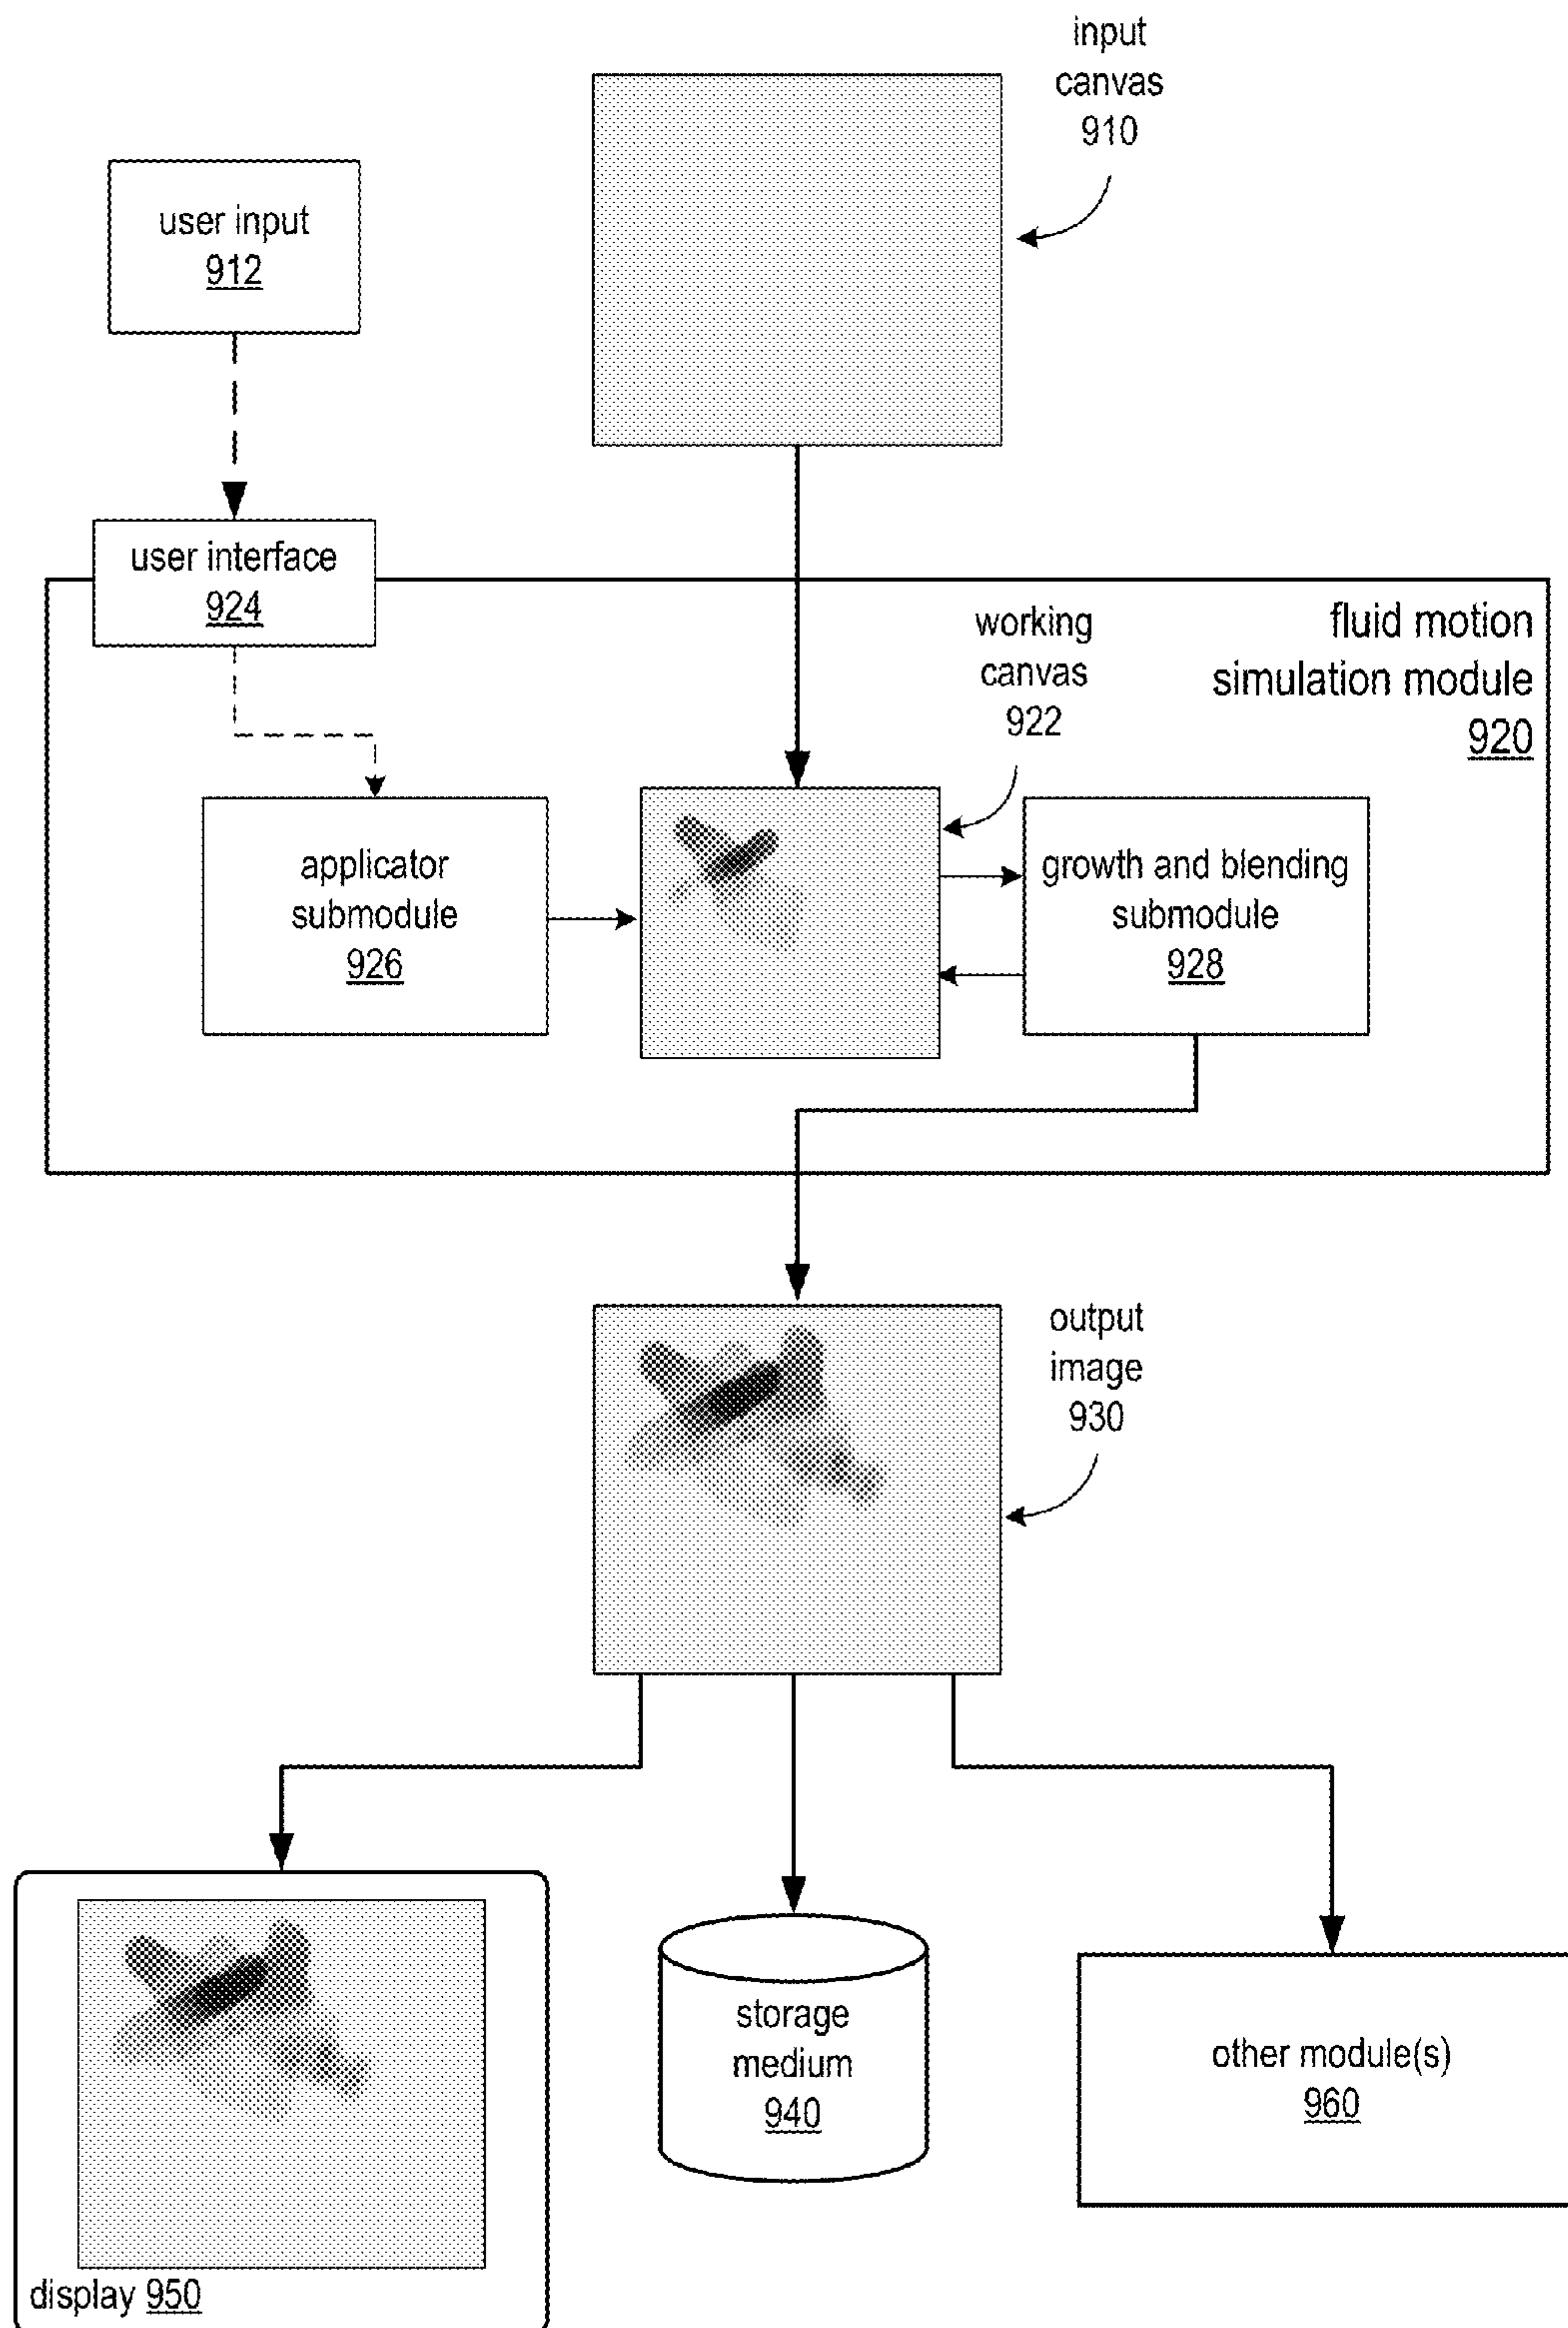 input
canvas
910
user input
912
user interface
924
fluid motion
simulation module
920
working
canvas
922
applicator
submodule
926
growth and blending
submodule
928
output
image
930
storage
medium
940
other module(s)
960
display 950